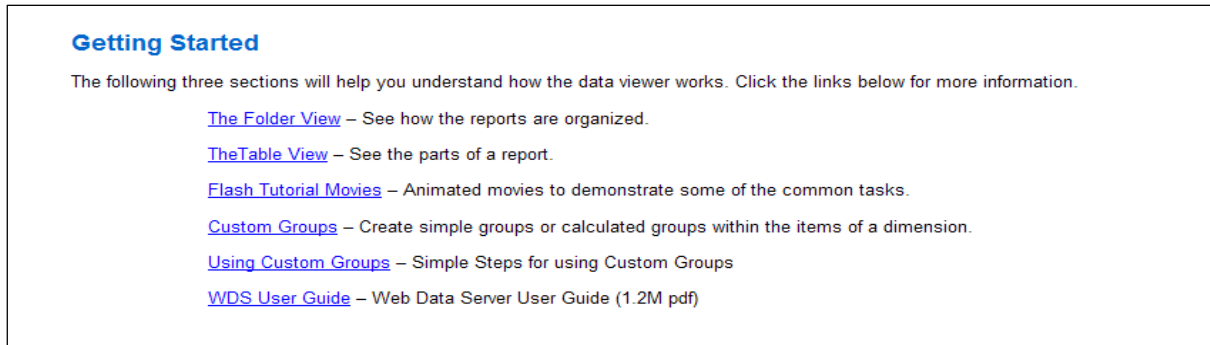 Getting Started
The following three sections will help you understand how the data viewer works. Click the links below for more information.
The Folder View – See how the reports are organized.
TheTable View – See the parts of a report.
Flash Tutorial Movies – Animated movies to demonstrate some of the common tasks.
Custom Groups – Create simple groups or calculated groups within the items of a dimension.
Using Custom Groups – Simple Steps for using Custom Groups
WDS User Guide – Web Data Server User Guide (1.2M pdf)